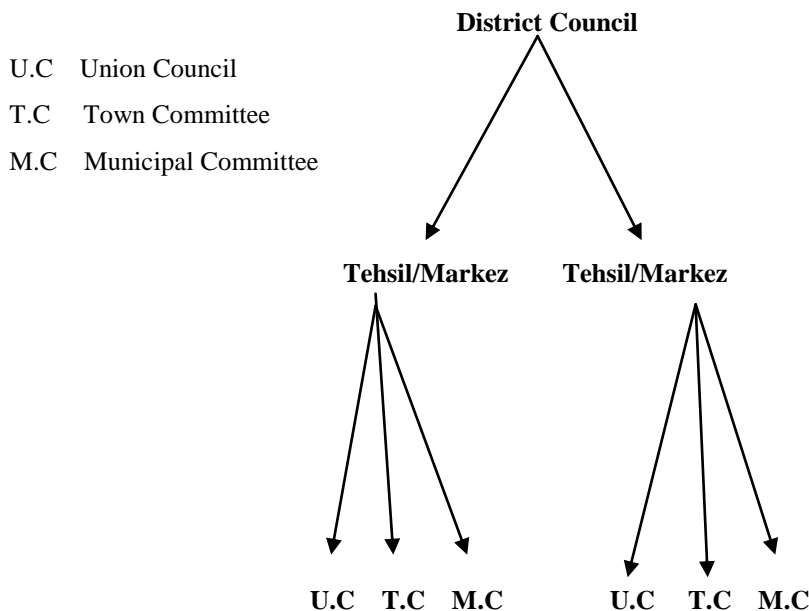 District Council
U.C Union Council
T.C Town Committee
M.C Municipal Committee
Tehsil/Markez Tehsil/Markez
U.C T.C M.C U.C T.C M.C